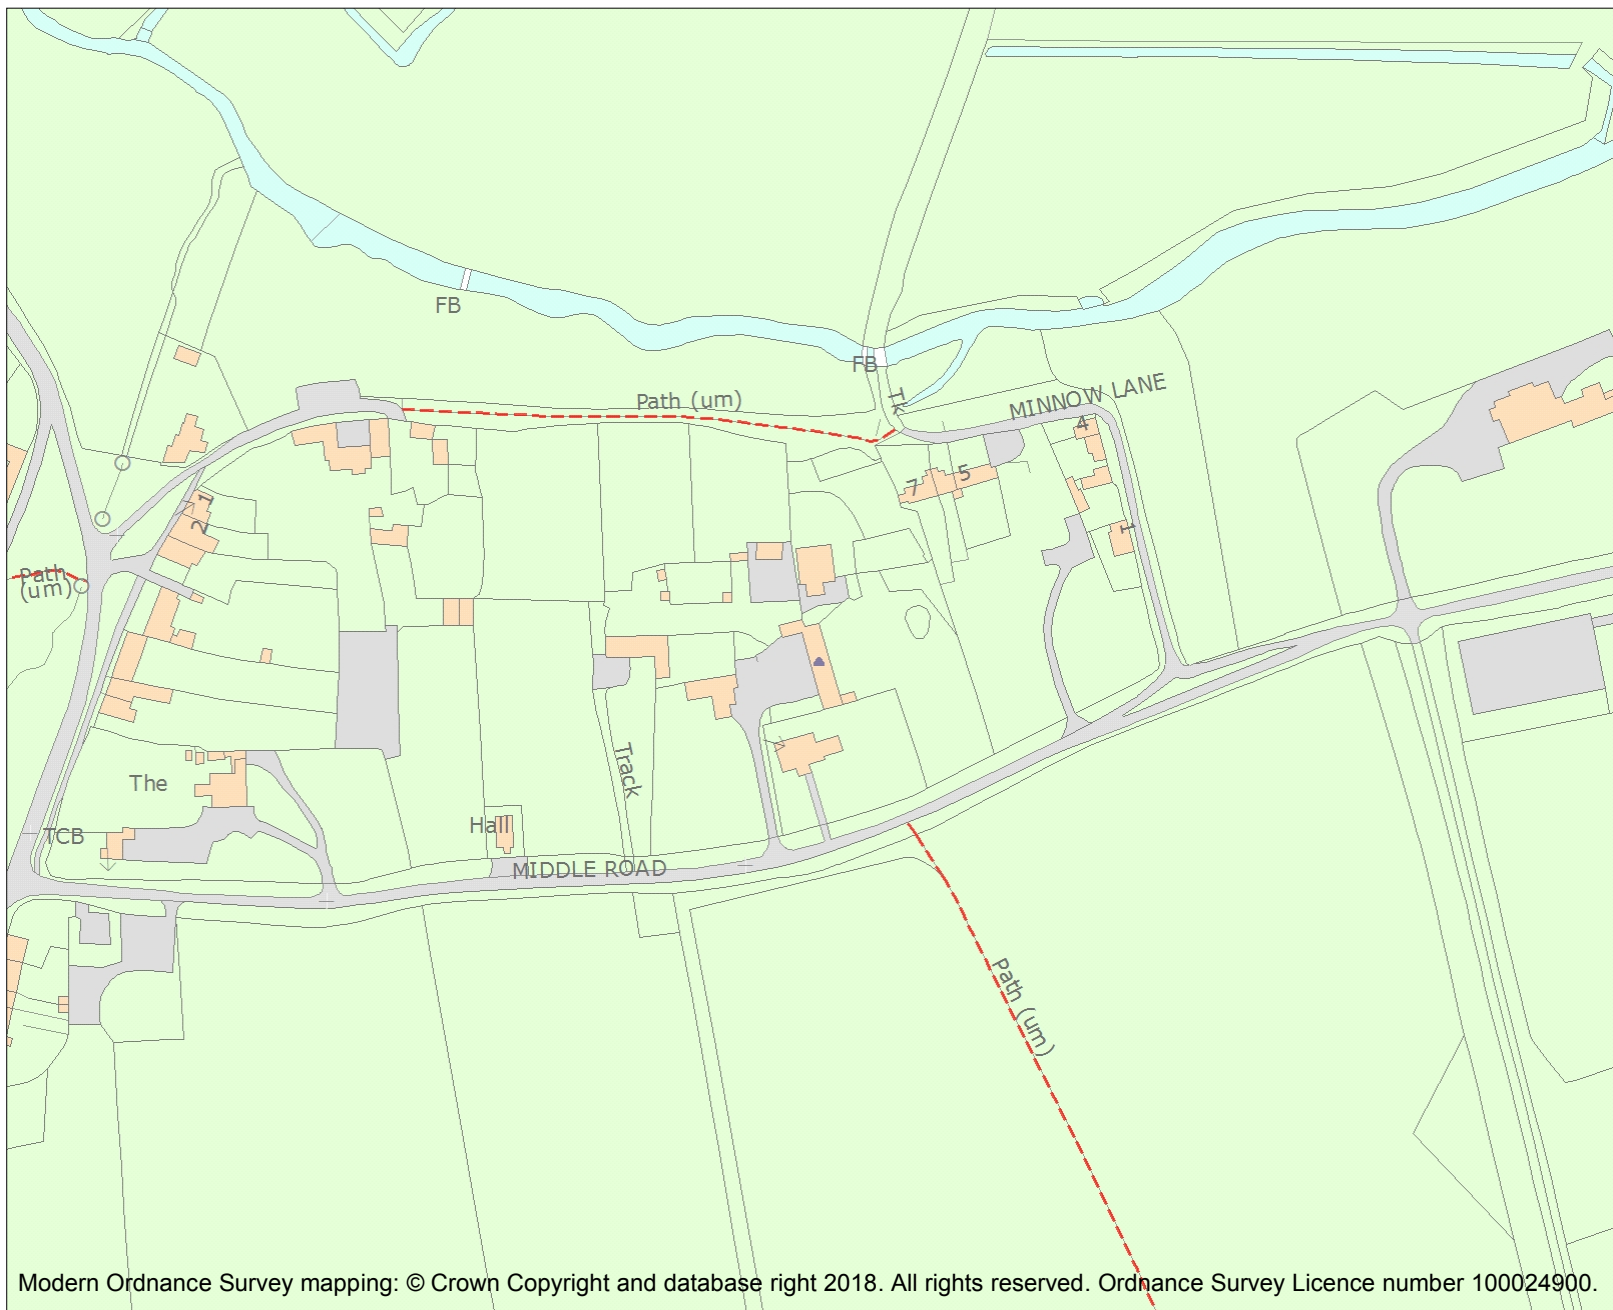 FB
FB
Path (um)
Tk
MINNOW LANE
4
5
7
1
1
2
Path
(um)
Track
The
Hall
TCB
MIDDLE ROAD
Path (um)
Modern Ordnance Survey mapping: © Crown Copyright and database right 2018. All rights reserved. Ordnance Survey Licence number 100024900.